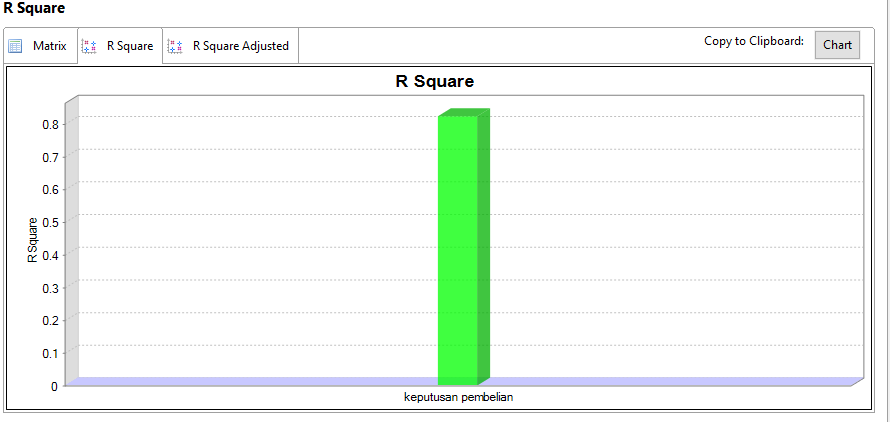 R Square
Matrix
R Square
R Square Adjusted
Copy to Clipboard:
Chart
R Square
0.8
0.7
0.6
0.5
0.4
0.3
0.2
0.1
0
R Square
keputusan pembelian